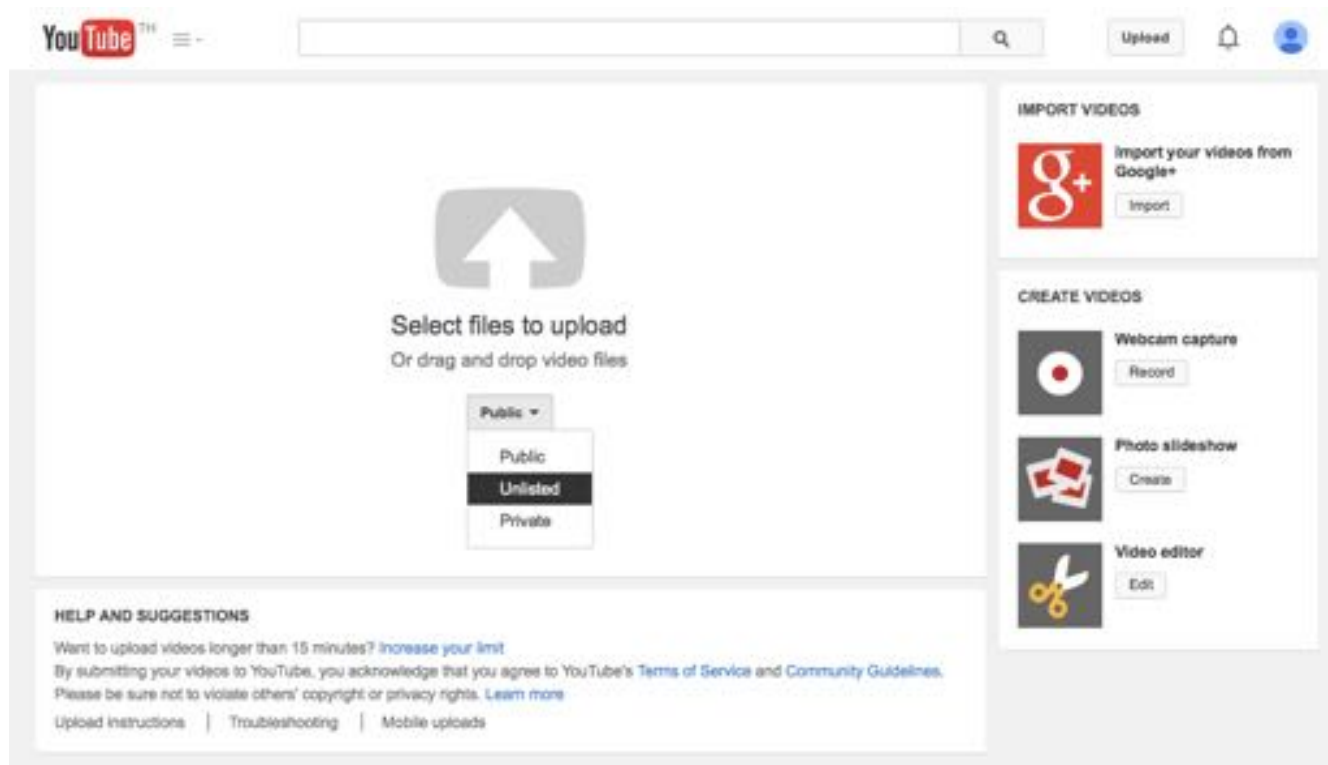 YouTube TH
Upload
Select files to upload
Or drag and drop video files
Public
Public
Unlisted
Private
HELP AND SUGGESTIONS
Want to upload videos longer than 15 minutes? Increase your limit
By submitting your videos to YouTube, you acknowledge that you agree to YouTube's Terms of Service and Community Guidelines.
Please be sure not to violate others' copyright or privacy rights. Learn more
Upload instructions | Troubleshooting | Mobile uploads
IMPORT VIDEOS
g+
Import your videos from
Google+
Import
CREATE VIDEOS
Webcam capture
Record
Photo slideshow
Create
Video editor
Edit